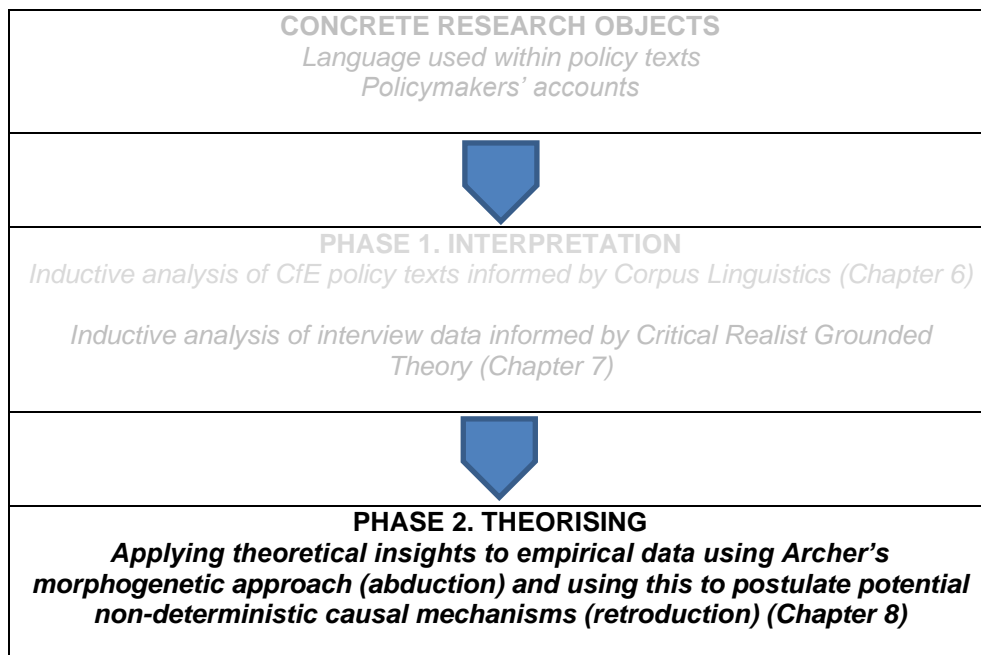 CONCRETE RESEARCH OBJECTS
Language used within policy texts
Policymakers’ accounts
PHASE 1. INTERPRETATION
Inductive analysis of CfE policy texts informed by Corpus Linguistics (Chapter 6)
Inductive analysis of interview data informed by Critical Realist Grounded
Theory (Chapter 7)
PHASE 2. THEORISING
Applying theoretical insights to empirical data using Archer’s
morphogenetic approach (abduction) and using this to postulate potential
non-deterministic causal mechanisms (retroduction) (Chapter 8)